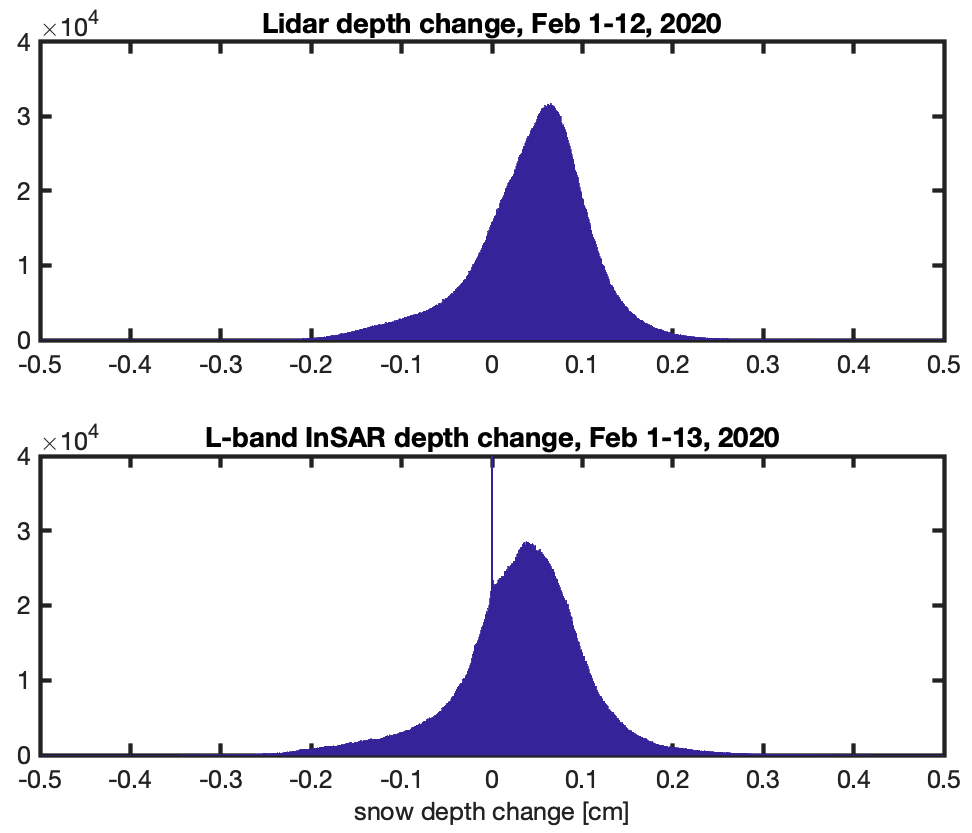 Lidar depth change, Feb 1-12, 2020
×10⁴
4
3
2
1
0
-0.5 -0.4 -0.3 -0.2 -0.1 0 0.1 0.2 0.3 0.4 0.5
L-band InSAR depth change, Feb 1-13, 2020
×10⁴
4
3
2
1
0
-0.5 -0.4 -0.3 -0.2 -0.1 0 0.1 0.2 0.3 0.4 0.5
snow depth change [cm]